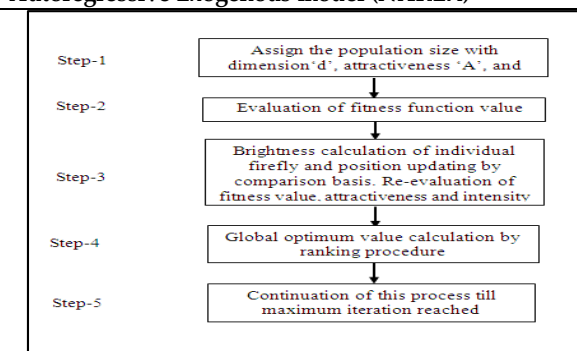 Autoregressive Exogenous model (NAREX)
Step-1
Assign the population size with
dimension‘d’, attractiveness ‘A’, and
Step-2
Evaluation of fitness function value
Step-3
Brightness calculation of individual
firefly and position updating by
comparison basis. Re-evaluation of
fitness value, attractiveness and intensity
Step-4
Global optimum value calculation by
ranking procedure
Step-5
Continuation of this process till
maximum iteration reached